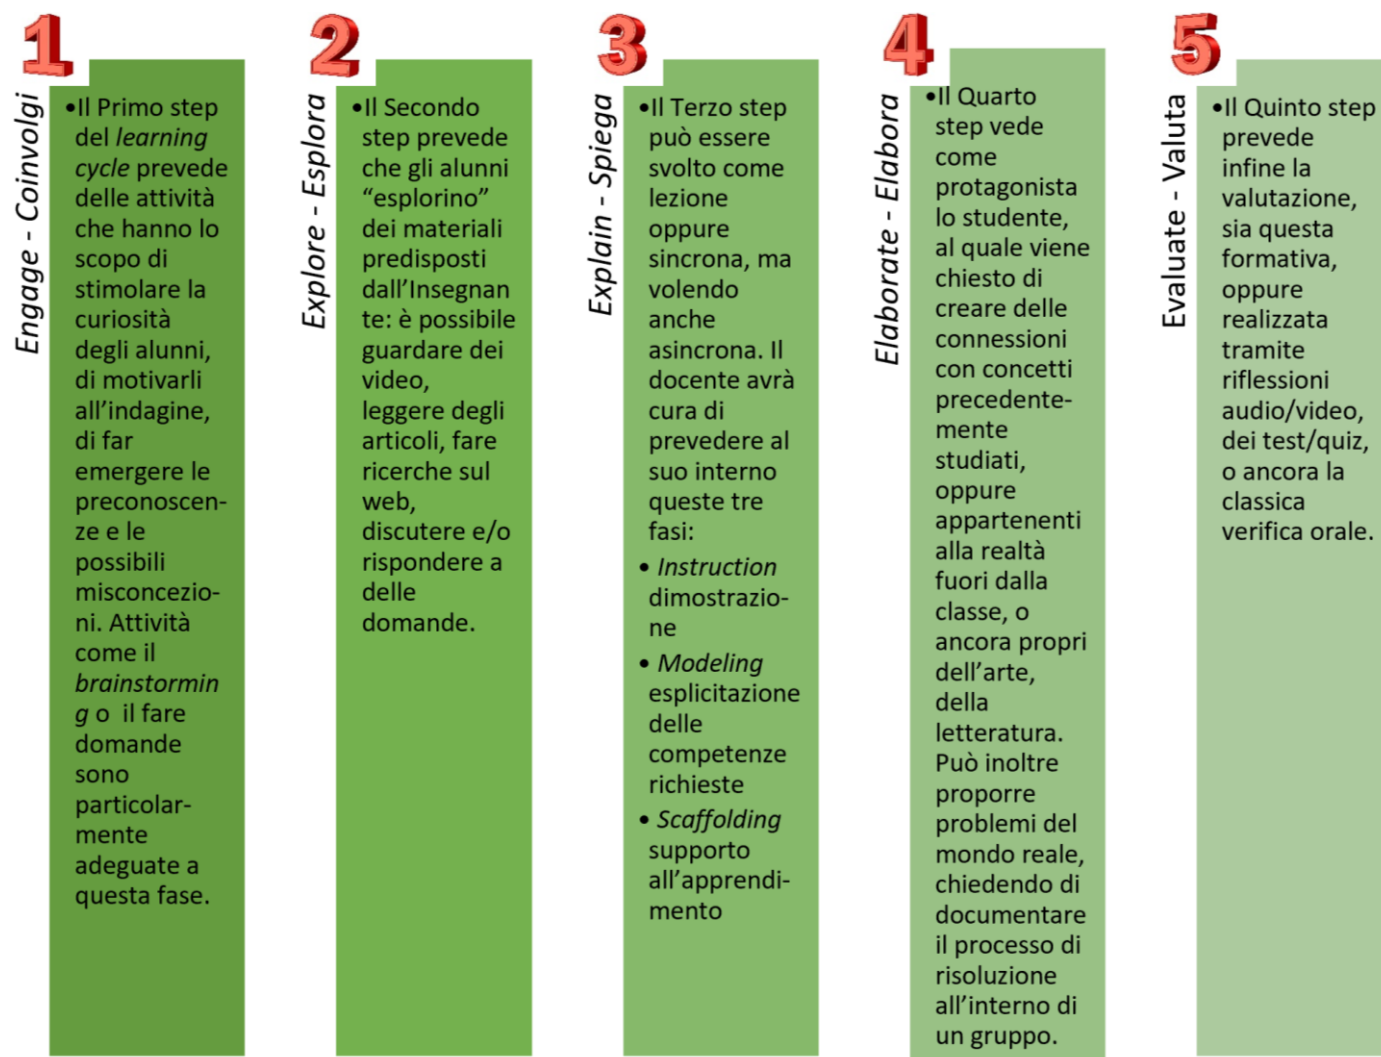 1
Engage - Coinvolgi
•Il Primo step
del learning
cycle prevede
delle attività
che hanno lo
scopo di
stimolare la
curiosità
degli alunni,
di motivarli
all’indagine,
di far
emergere le
preconoscen-
ze e le
possibili
misconcezio-
ni. Attività
come il
brainstormin
g o  il fare
domande
sono
particolar-
mente
adeguate a
questa fase.
2
Explore - Esplora
•Il Secondo
step prevede
che gli alunni
“esplorino”
dei materiali
predisposti
dall’Insegnan
te: è possibile
guardare dei
video,
leggere degli
articoli, fare
ricerche sul
web,
discutere e/o
rispondere a
delle
domande.
3
Explain - Spiega
•Il Terzo step
può essere
svolto come
lezione
oppure
sincrona, ma
volendo
anche
asincrona. Il
docente avrà
cura di
prevedere al
suo interno
queste tre
fasi:
• Instruction
dimostrazio-
ne
• Modeling
esplicitazione
delle
competenze
richieste
• Scaffolding
supporto
all’apprendi-
mento
4
Elaborate - Elabora
•Il Quarto
step vede
come
protagonista
lo studente,
al quale viene
chiesto di
creare delle
connessioni
con concetti
precedente-
mente
studiati,
oppure
appartenenti
alla realtà
fuori dalla
classe, o
ancora propri
dell’arte,
della
letteratura.
Può inoltre
proporre
problemi del
mondo reale,
chiedendo di
documentare
il processo di
risoluzione
all’interno di
un gruppo.
5
Evaluate - Valuta
•Il Quinto step
prevede
infine la
valutazione,
sia questa
formativa,
oppure
realizzata
tramite
riflessioni
audio/video,
dei test/quiz,
o ancora la
classica
verifica orale.